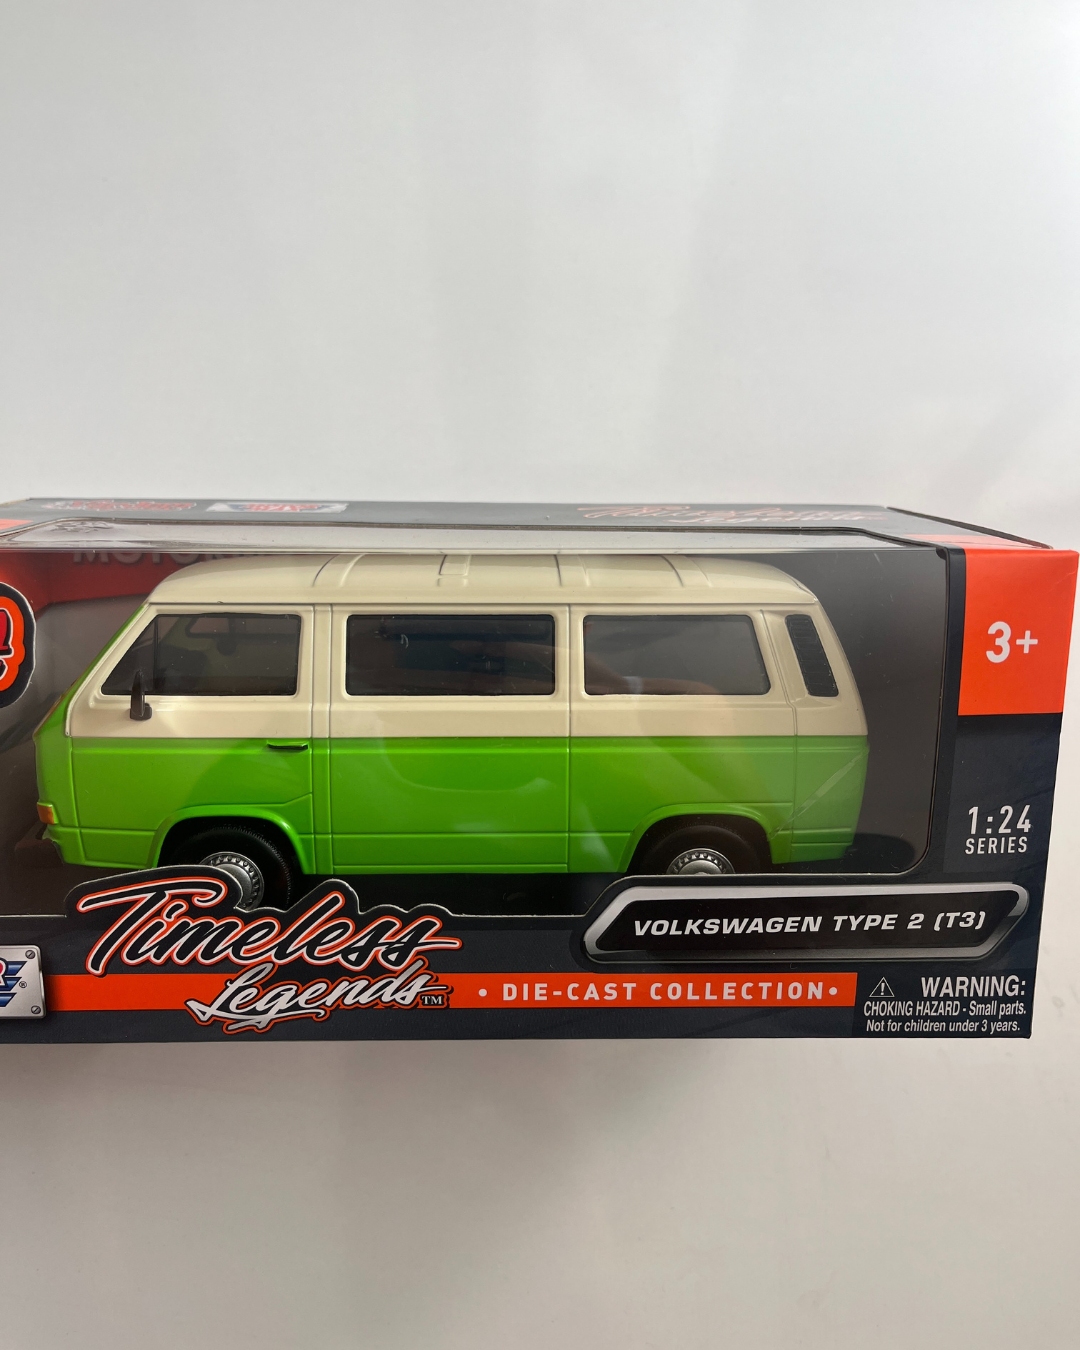 3+
1:24
SERIES
VOLKSWAGEN TYPE 2 (T3)
Timeless
Legends™
• DIE-CAST COLLECTION•
®
⚠ WARNING:
CHOKING HAZARD - Small parts.
Not for children under 3 years.